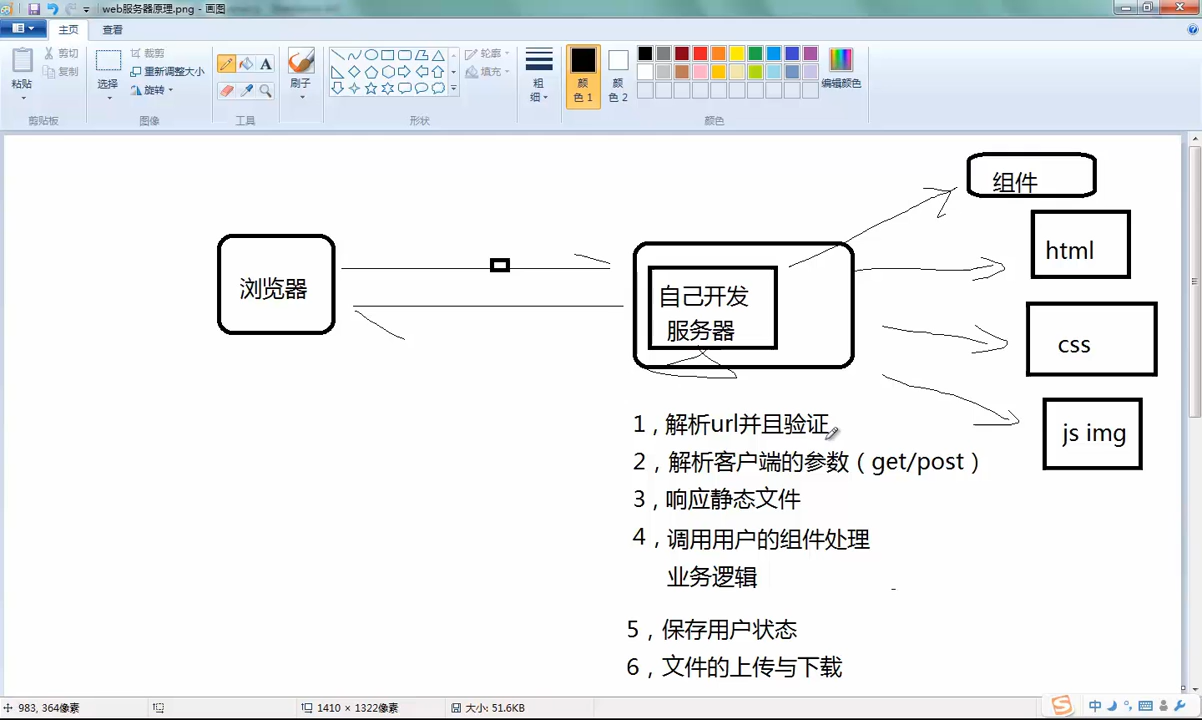 web服务器原理.png - 画图
主页
查看
粘贴
剪切
复制
剪贴板
选择
裁剪
重新调整大小
旋转
图像
A
工具
刷子
轮廓
填充
形状
粗
细
颜
色 1
颜
色 2
编辑颜色
颜色
组件
html
浏览器
自己开发
服务器
css
js img
1，解析url并且验证
2，解析客户端的参数（get/post）
3，响应静态文件
4，调用用户的组件处理
业务逻辑
5，保存用户状态
6，文件的上传与下载
983, 364像素
1410 × 1322像素
大小: 51.6KB
中